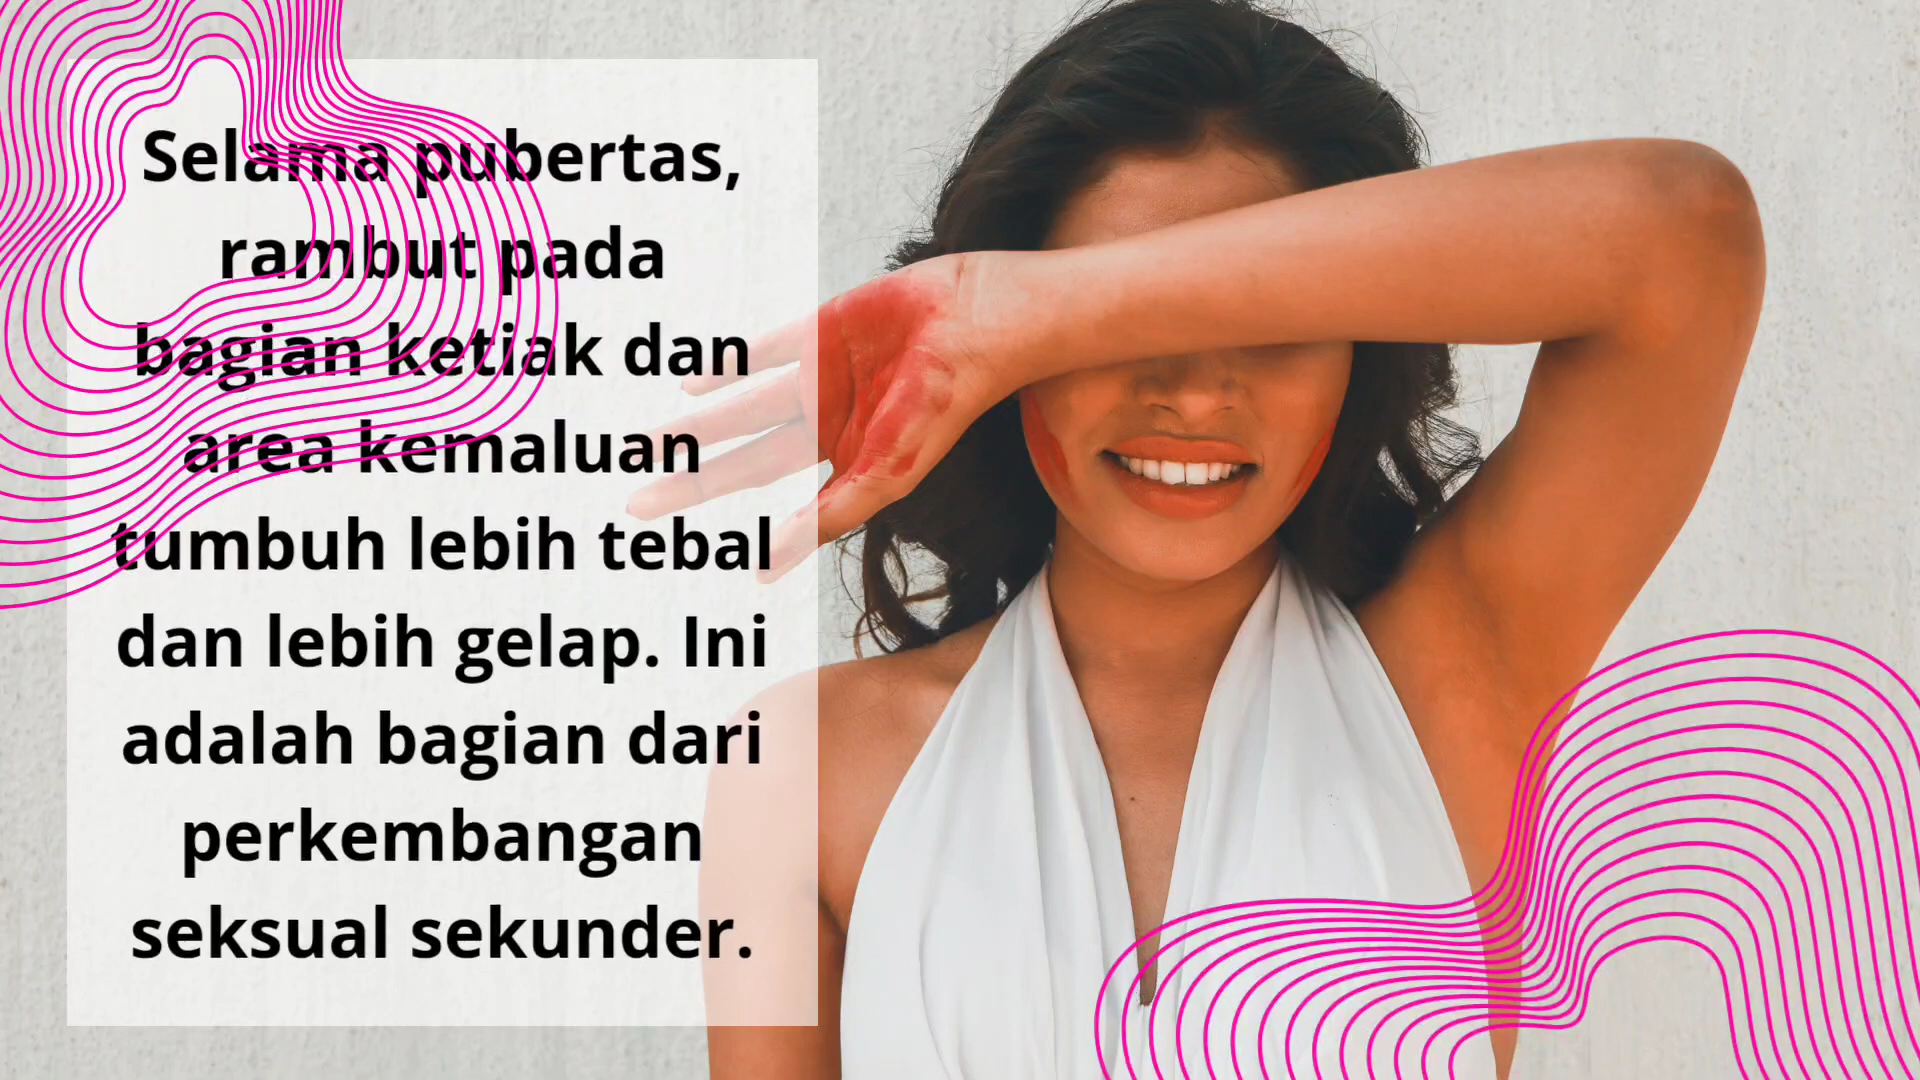 Selama pubertas,
rambut pada
bagian ketiak dan
area kemaluan
tumbuh lebih tebal
dan lebih gelap. Ini
adalah bagian dari
perkembangan
seksual sekunder.